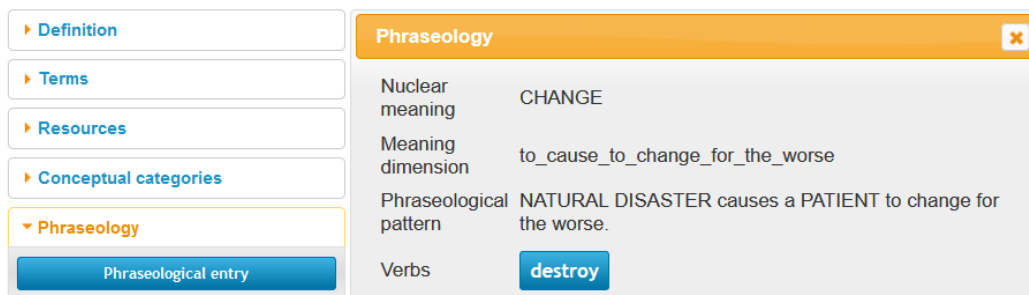 Definition
Terms
Resources
Conceptual categories
Phraseology
Phraseological entry
Phraseology
Nuclear
meaning
CHANGE
Meaning
dimension
to_cause_to_change_for_the_worse
Phraseological
pattern
NATURAL DISASTER causes a PATIENT to change for
the worse.
Verbs
destroy